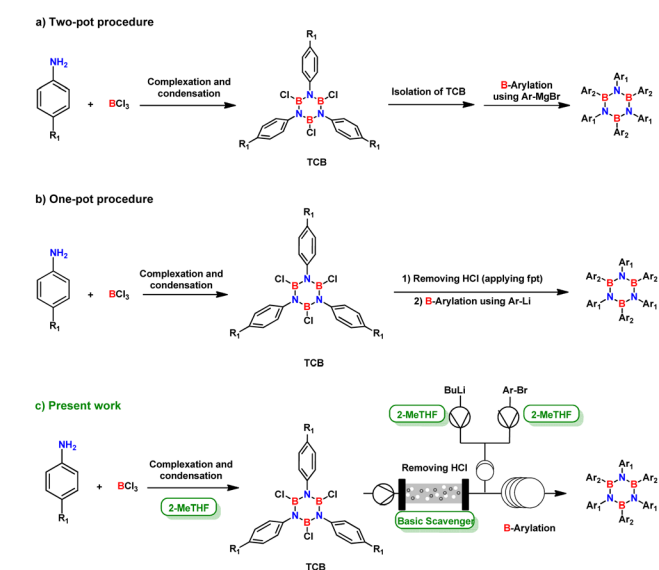 a) Two-pot procedure
NH2
R1
+
BCl3
Complexation and
condensation
R1
Cl B N B Cl
N B N
Cl
R1 R1
TCB
Isolation of TCB
B-Arylation
using Ar-MgBr
Ar1
Ar2 B N B Ar2
Ar1 N B N Ar1
Ar2
b) One-pot procedure
NH2
R1
+
BCl3
Complexation and
condensation
R1
Cl B N B Cl
N B N
Cl
R1 R1
TCB
1) Removing HCl (applying fpt)
2) B-Arylation using Ar-Li
Ar1
Ar2 B N B Ar2
Ar1 N B N Ar1
Ar2
c) Present work
NH2
R1
+
BCl3
Complexation and
condensation
2-MeTHF
R1
Cl B N B Cl
N B N
Cl
R1 R1
TCB
BuLi Ar-Br
2-MeTHF 2-MeTHF
Removing HCl
Basic Scavenger
B-Arylation
Ar1
Ar2 B N B Ar2
Ar1 N B N Ar1
Ar2